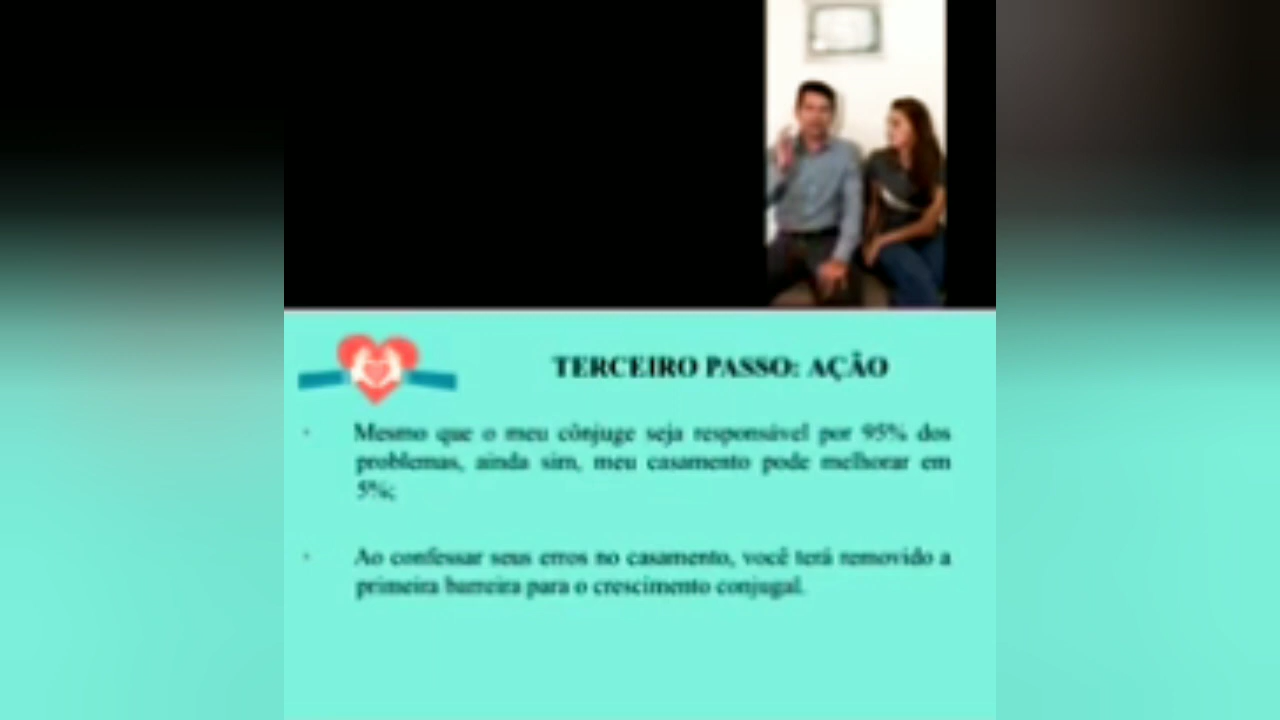 TERCEIRO PASSO: AÇÃO
· Mesmo que o meu cônjuge seja responsável por 95% dos
problemas, ainda sim, meu casamento pode melhorar em
5%;
· Ao confessar seus erros no casamento, você terá removido a
primeira barreira para o crescimento conjugal.